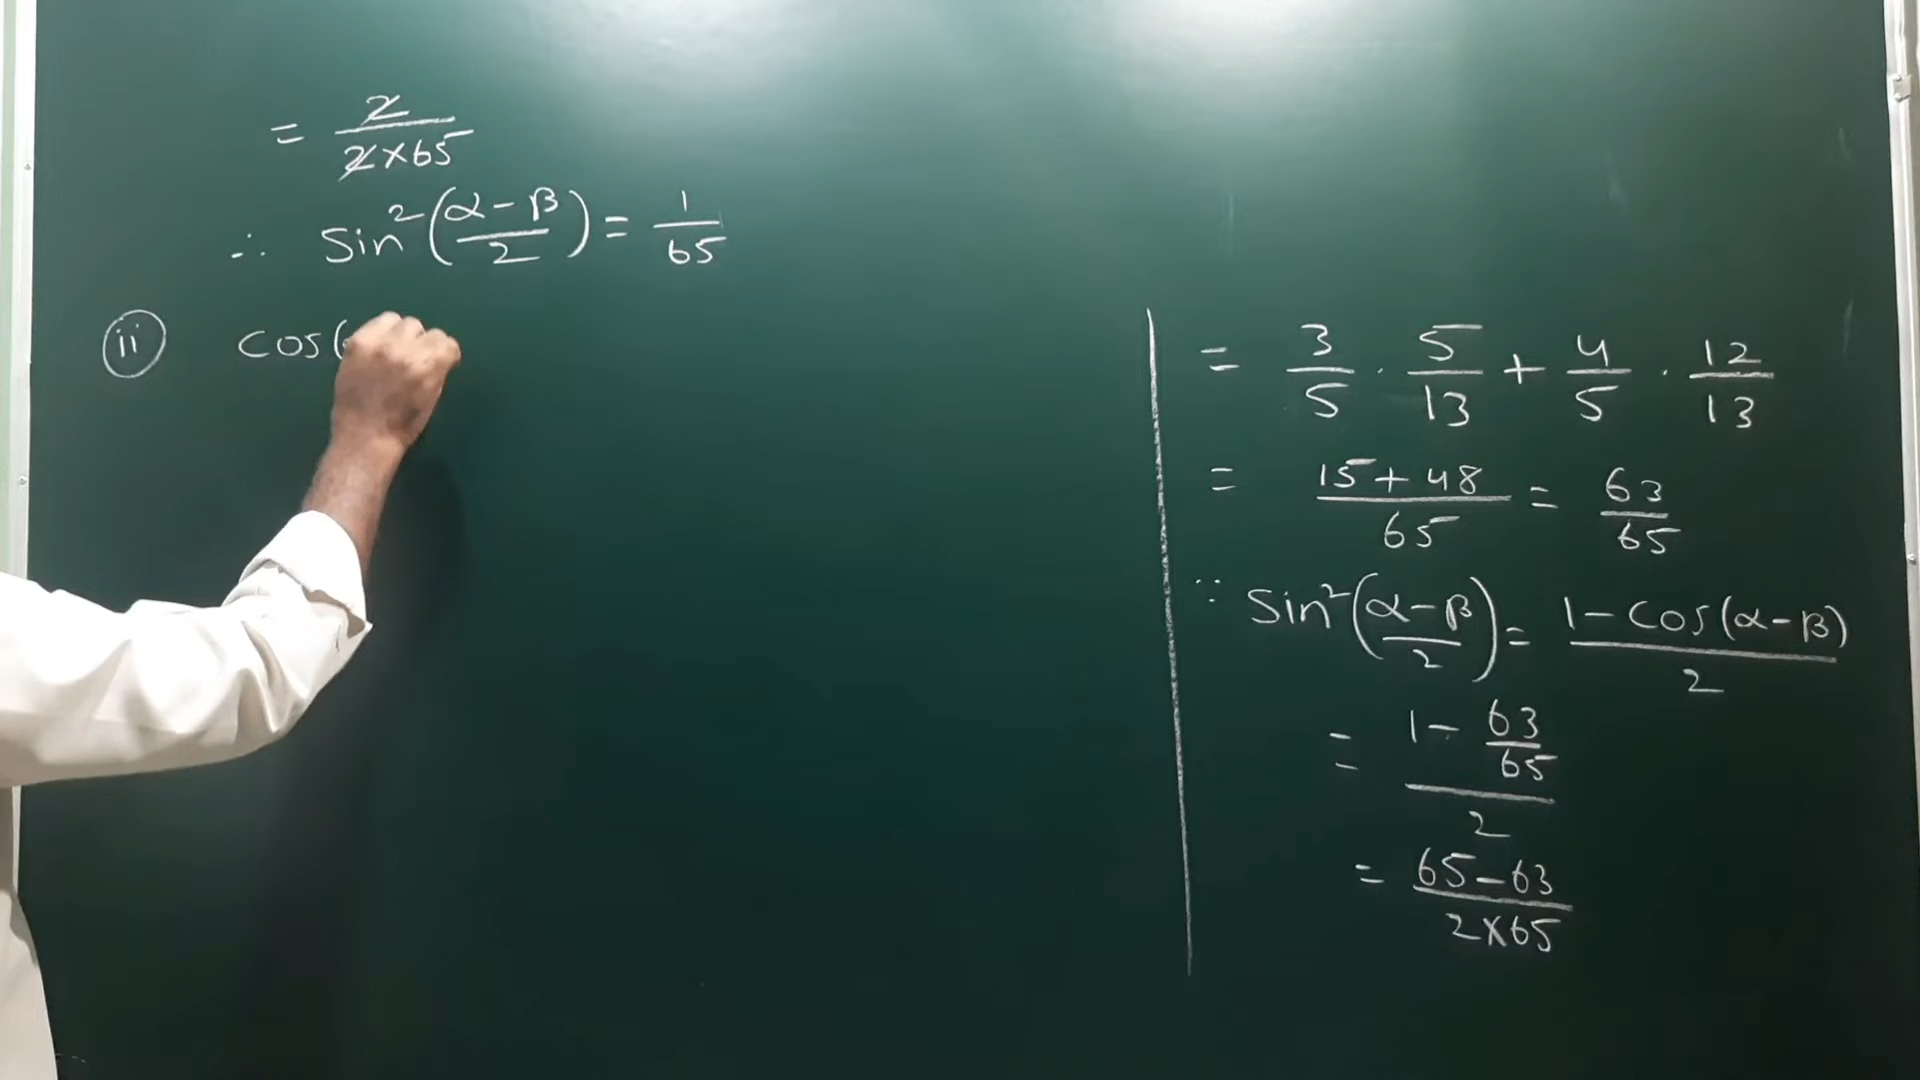 = 2/(2×65)
∴ Sin²((α-β)/2) = 1/65
(ii) cos(
= 3/5 · 5/13 + 4/5 · 12/13
= (15+48)/65 = 63/65
∵ Sin²((α-β)/2) = (1-Cos(α-β))/2
= (1 - 63/65)/2
= (65-63)/(2×65)